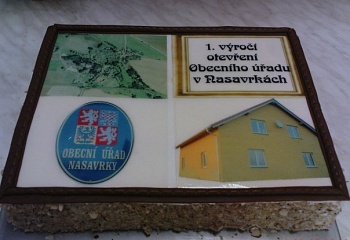 1. výročí
otevření
Obecního úřadu
v Nasavrkách
OBECNÍ ÚŘAD
NASAVRKY